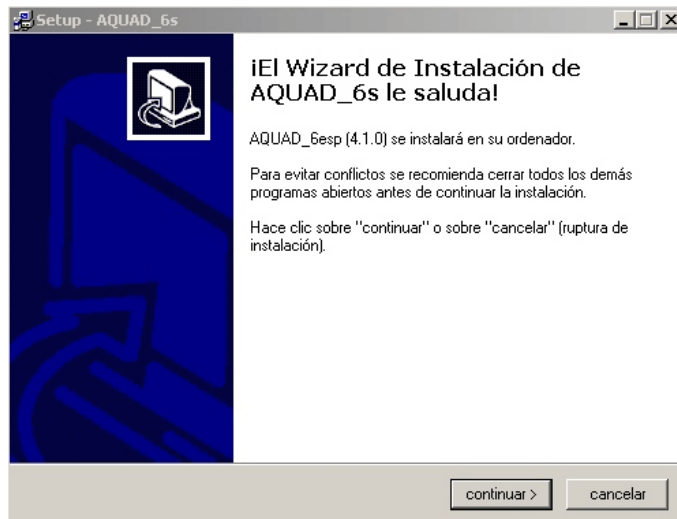 Setup - AQUAD_6s
¡El Wizard de Instalación de
AQUAD_6s le saluda!
AQUAD_6esp (4.1.0) se instalará en su ordenador.
Para evitar conflictos se recomienda cerrar todos los demás
programas abiertos antes de continuar la instalación.
Hace clic sobre "continuar" o sobre "cancelar" (ruptura de
instalación).
continuar >
cancelar